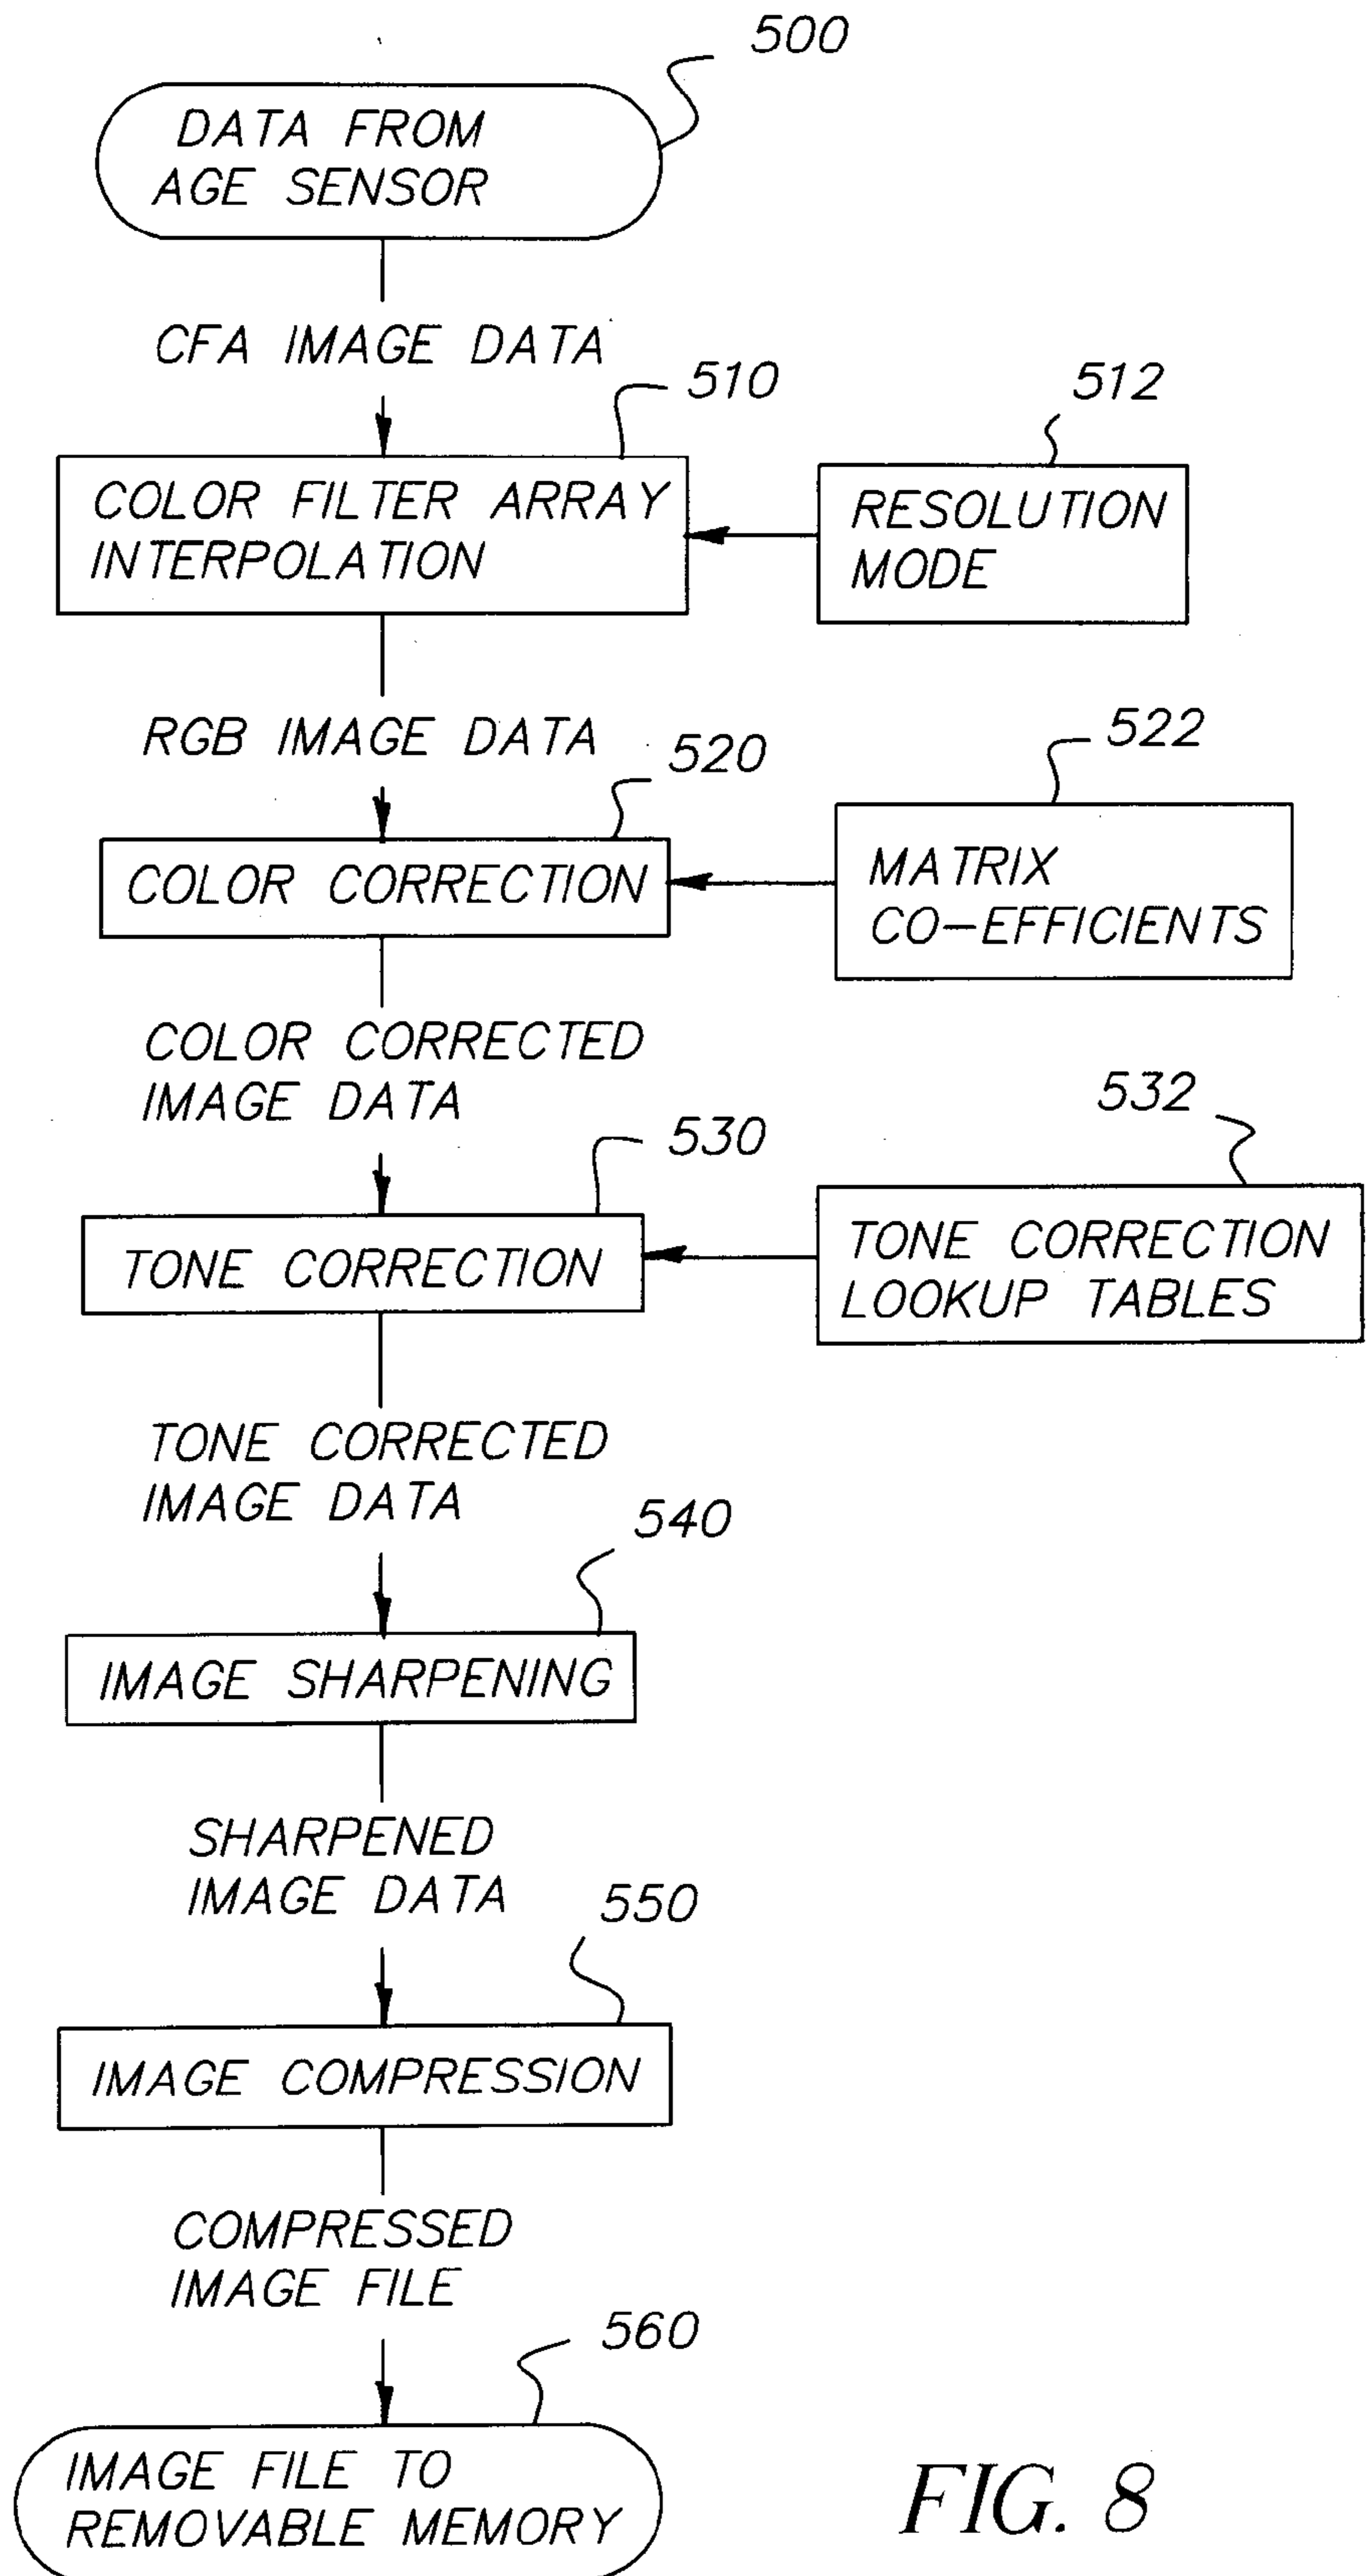 500
DATA FROM
AGE SENSOR
CFA IMAGE DATA
510
512
COLOR FILTER ARRAY
INTERPOLATION
RESOLUTION
MODE
RGB IMAGE DATA
520
522
COLOR CORRECTION
MATRIX
CO-EFFICIENTS
COLOR CORRECTED
IMAGE DATA
530
532
TONE CORRECTION
TONE CORRECTION
LOOKUP TABLES
TONE CORRECTED
IMAGE DATA
540
IMAGE SHARPENING
SHARPENED
IMAGE DATA
550
IMAGE COMPRESSION
COMPRESSED
IMAGE FILE
560
IMAGE FILE TO
REMOVABLE MEMORY
FIG. 8